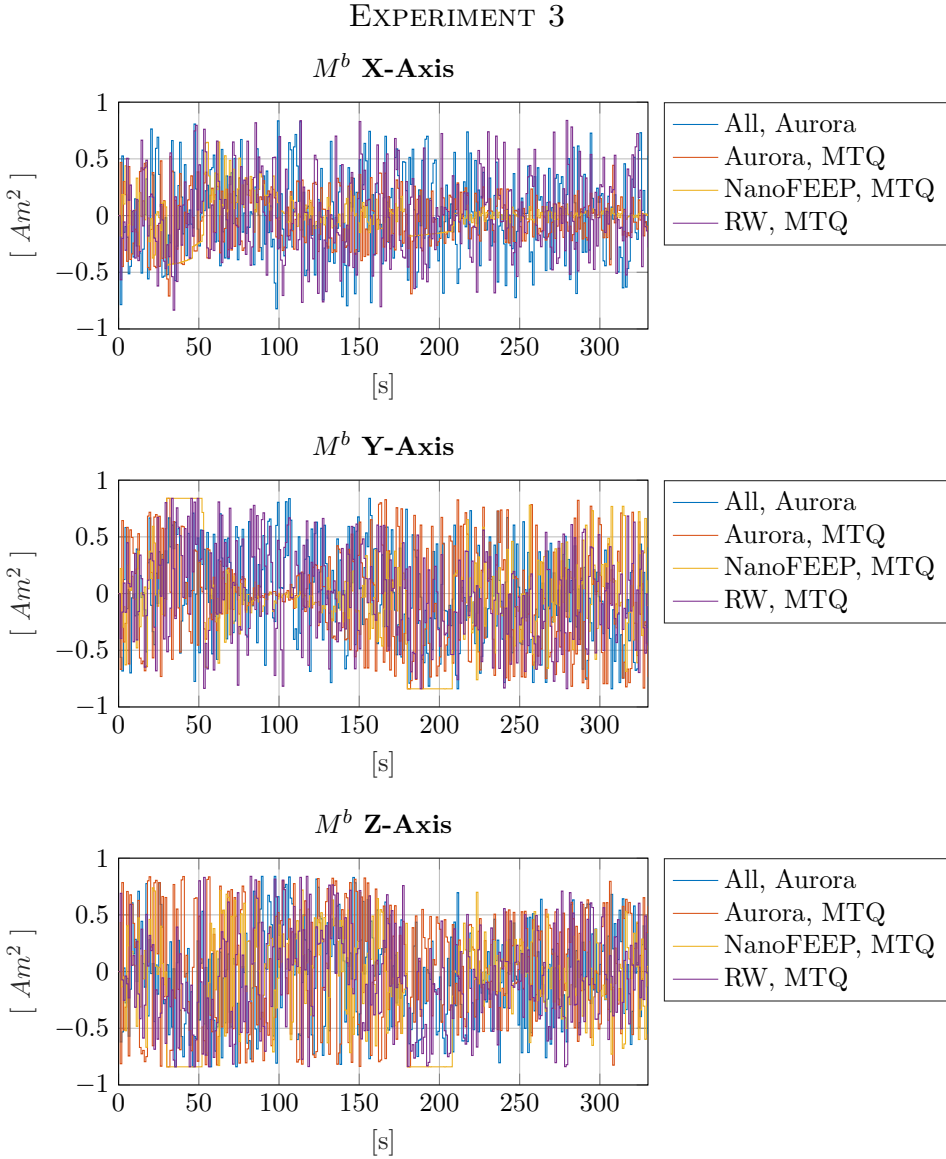 EXPERIMENT 3
M^b X-Axis
1
0.5
0
−0.5
−1
[ Am^2 ]
0 50 100 150 200 250 300
[s]
All, Aurora
Aurora, MTQ
NanoFEEP, MTQ
RW, MTQ
M^b Y-Axis
1
0.5
0
−0.5
−1
[ Am^2 ]
0 50 100 150 200 250 300
[s]
All, Aurora
Aurora, MTQ
NanoFEEP, MTQ
RW, MTQ
M^b Z-Axis
1
0.5
0
−0.5
−1
[ Am^2 ]
0 50 100 150 200 250 300
[s]
All, Aurora
Aurora, MTQ
NanoFEEP, MTQ
RW, MTQ